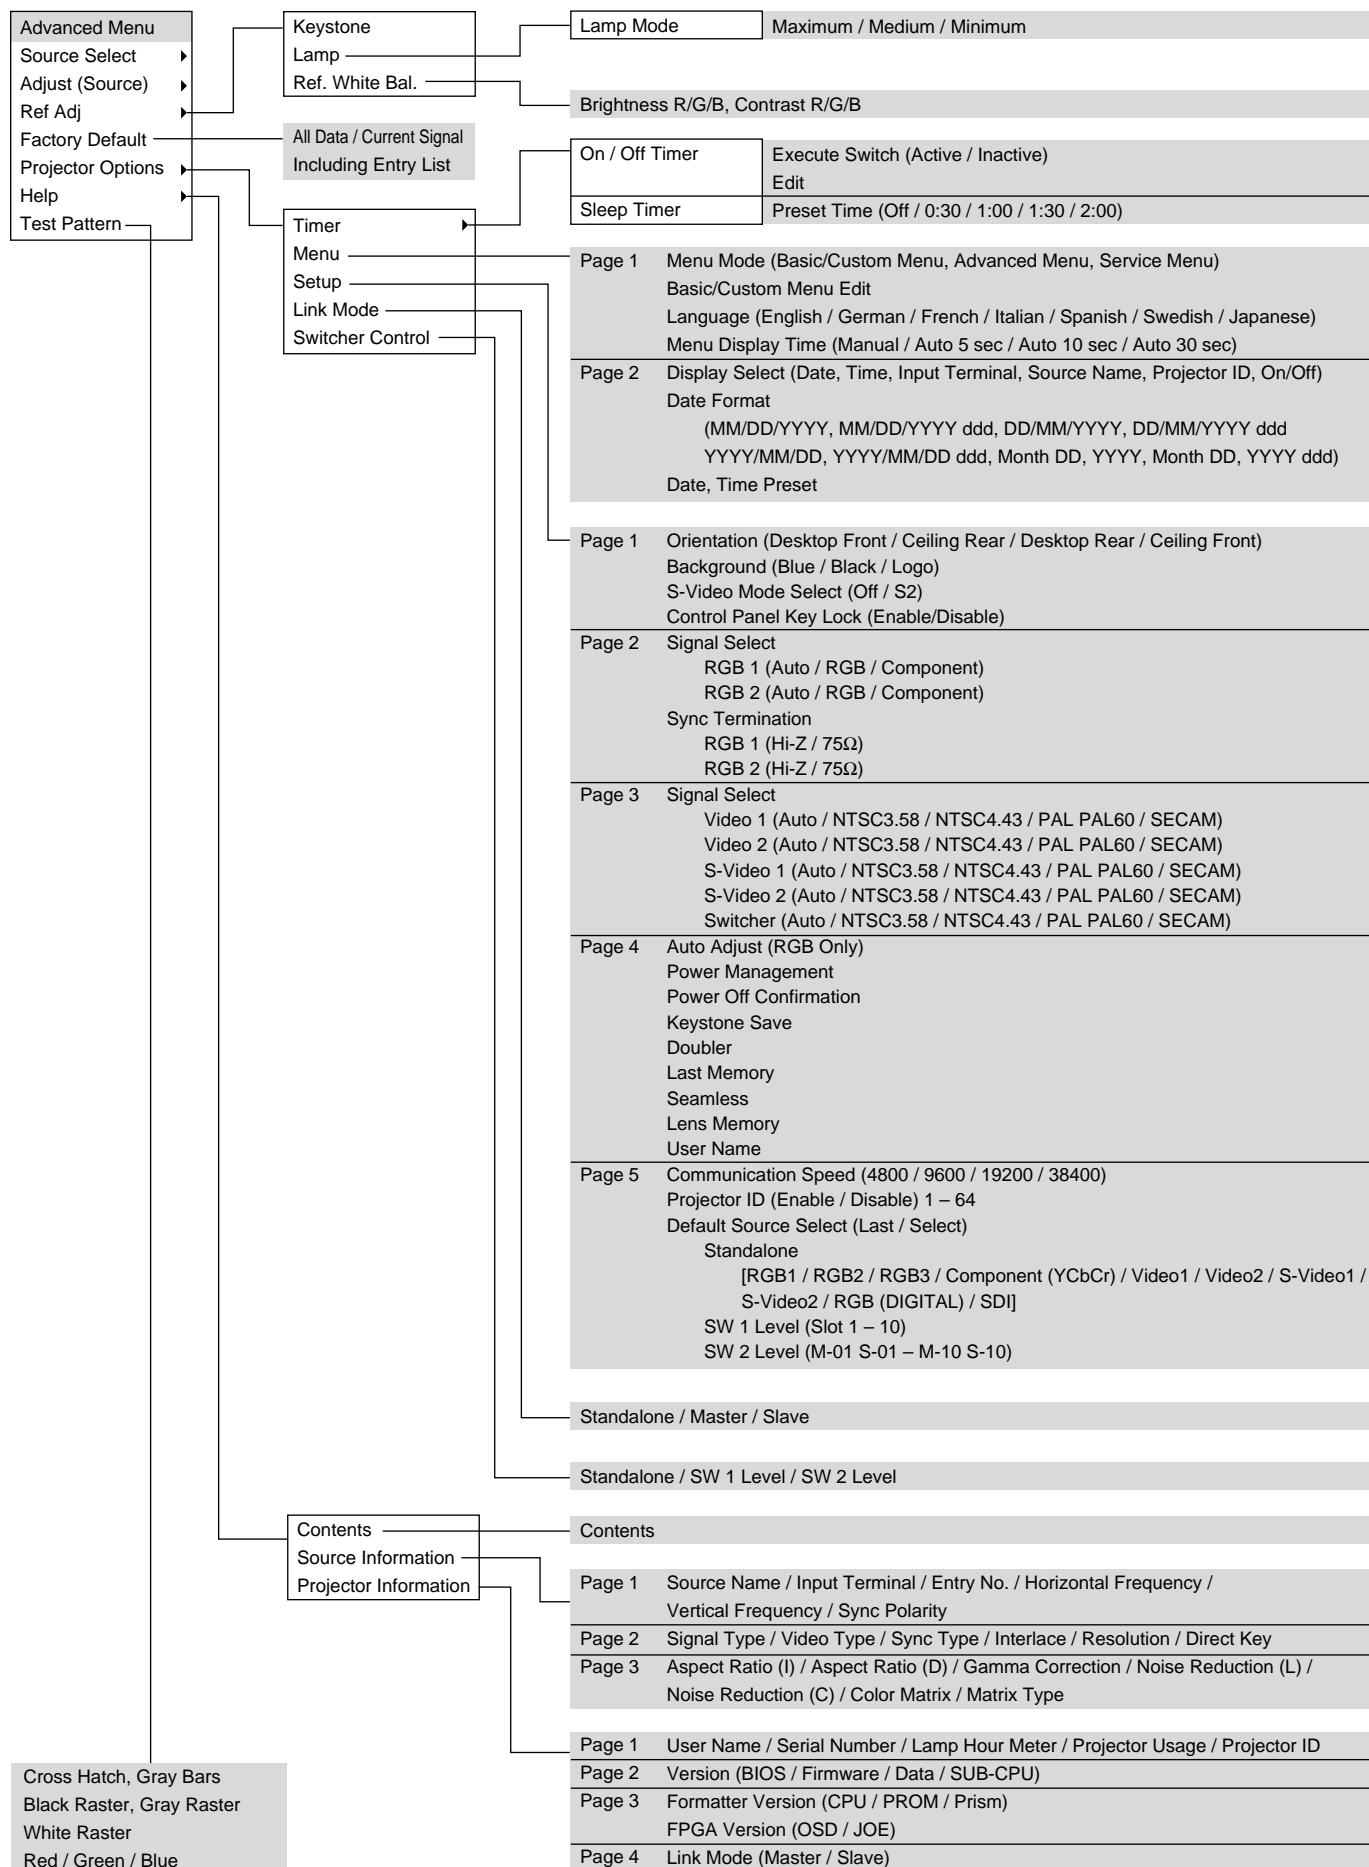 Advanced Menu
Source Select
Adjust (Source)
Ref Adj
Factory Default
Projector Options
Help
Test Pattern
Keystone
Lamp
Ref. White Bal.
Lamp Mode Maximum / Medium / Minimum
Brightness R/G/B, Contrast R/G/B
All Data / Current Signal
Including Entry List
Timer
Menu
Setup
Link Mode
Switcher Control
On / Off Timer Execute Switch (Active / Inactive)
Edit
Sleep Timer Preset Time (Off / 0:30 / 1:00 / 1:30 / 2:00)
Page 1 Menu Mode (Basic/Custom Menu, Advanced Menu, Service Menu)
Basic/Custom Menu Edit
Language (English / German / French / Italian / Spanish / Swedish / Japanese)
Menu Display Time (Manual / Auto 5 sec / Auto 10 sec / Auto 30 sec)
Page 2 Display Select (Date, Time, Input Terminal, Source Name, Projector ID, On/Off)
Date Format
(MM/DD/YYYY, MM/DD/YYYY ddd, DD/MM/YYYY, DD/MM/YYYY ddd
YYYY/MM/DD, YYYY/MM/DD ddd, Month DD, YYYY, Month DD, YYYY ddd)
Date, Time Preset
Page 1 Orientation (Desktop Front / Ceiling Rear / Desktop Rear / Ceiling Front)
Background (Blue / Black / Logo)
S-Video Mode Select (Off / S2)
Control Panel Key Lock (Enable/Disable)
Page 2 Signal Select
RGB 1 (Auto / RGB / Component)
RGB 2 (Auto / RGB / Component)
Sync Termination
RGB 1 (Hi-Z / 75Ω)
RGB 2 (Hi-Z / 75Ω)
Page 3 Signal Select
Video 1 (Auto / NTSC3.58 / NTSC4.43 / PAL PAL60 / SECAM)
Video 2 (Auto / NTSC3.58 / NTSC4.43 / PAL PAL60 / SECAM)
S-Video 1 (Auto / NTSC3.58 / NTSC4.43 / PAL PAL60 / SECAM)
S-Video 2 (Auto / NTSC3.58 / NTSC4.43 / PAL PAL60 / SECAM)
Switcher (Auto / NTSC3.58 / NTSC4.43 / PAL PAL60 / SECAM)
Page 4 Auto Adjust (RGB Only)
Power Management
Power Off Confirmation
Keystone Save
Doubler
Last Memory
Seamless
Lens Memory
User Name
Page 5 Communication Speed (4800 / 9600 / 19200 / 38400)
Projector ID (Enable / Disable) 1 – 64
Default Source Select (Last / Select)
Standalone
[RGB1 / RGB2 / RGB3 / Component (YCbCr) / Video1 / Video2 / S-Video1 /
S-Video2 / RGB (DIGITAL) / SDI]
SW 1 Level (Slot 1 – 10)
SW 2 Level (M-01 S-01 – M-10 S-10)
Standalone / Master / Slave
Standalone / SW 1 Level / SW 2 Level
Contents
Source Information
Projector Information
Contents
Page 1 Source Name / Input Terminal / Entry No. / Horizontal Frequency /
Vertical Frequency / Sync Polarity
Page 2 Signal Type / Video Type / Sync Type / Interlace / Resolution / Direct Key
Page 3 Aspect Ratio (I) / Aspect Ratio (D) / Gamma Correction / Noise Reduction (L) /
Noise Reduction (C) / Color Matrix / Matrix Type
Page 1 User Name / Serial Number / Lamp Hour Meter / Projector Usage / Projector ID
Page 2 Version (BIOS / Firmware / Data / SUB-CPU)
Page 3 Formatter Version (CPU / PROM / Prism)
FPGA Version (OSD / JOE)
Page 4 Link Mode (Master / Slave)
Cross Hatch, Gray Bars
Black Raster, Gray Raster
White Raster
Red / Green / Blue